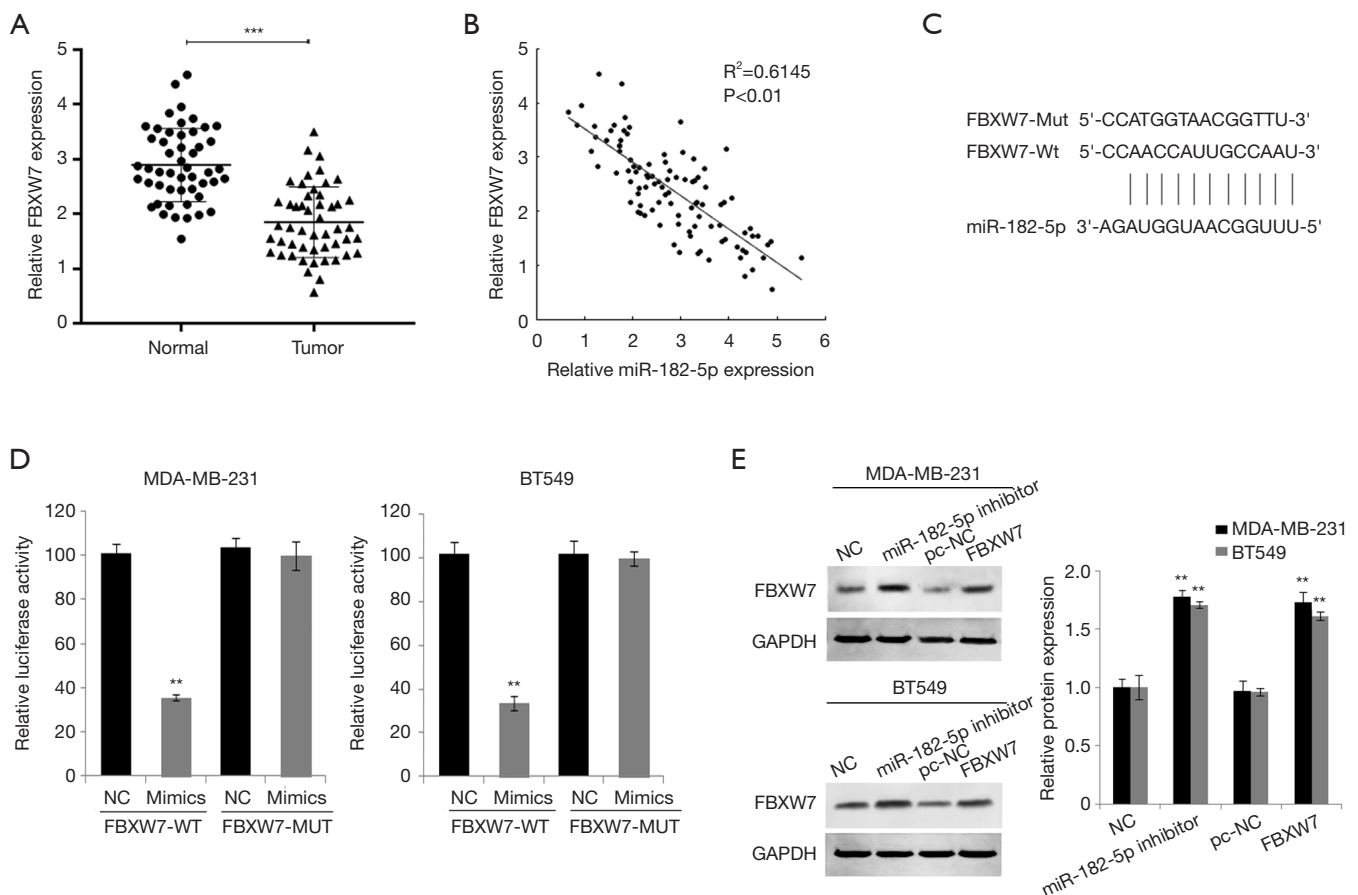 A
***
Relative FBXW7 expression
5
4
3
2
1
0
Normal Tumor
B
R²=0.6145
P<0.01
Relative FBXW7 expression
5
4
3
2
1
0
0 1 2 3 4 5 6
Relative miR-182-5p expression
C
FBXW7-Mut 5'-CCATGGTAACGGTTU-3'
FBXW7-Wt 5'-CCAACCAUUGCCAAU-3'
miR-182-5p 3'-AGAUGGUAACGGUUU-5'
D
MDA-MB-231
Relative luciferase activity
120
100
80
60
40
20
0
**
NC Mimics NC Mimics
FBXW7-WT FBXW7-MUT
BT549
Relative luciferase activity
120
100
80
60
40
20
0
**
NC Mimics NC Mimics
FBXW7-WT FBXW7-MUT
E
MDA-MB-231
NC miR-182-5p inhibitor pc-NC FBXW7
FBXW7
GAPDH
BT549
NC miR-182-5p inhibitor pc-NC FBXW7
FBXW7
GAPDH
MDA-MB-231
BT549
Relative protein expression
2.0
1.5
1.0
0.5
0
** ** ** **
NC miR-182-5p inhibitor pc-NC FBXW7